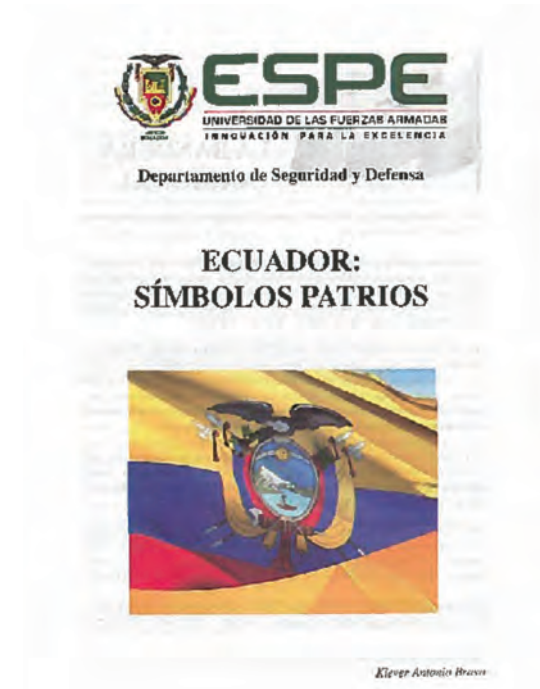 ESPE
UNIVERSIDAD DE LAS FUERZAS ARMADAS
INNOVACIÓN PARA LA EXCELENCIA
Departamento de Seguridad y Defensa
ECUADOR:
SÍMBOLOS PATRIOS
Klever Antonio Bravo